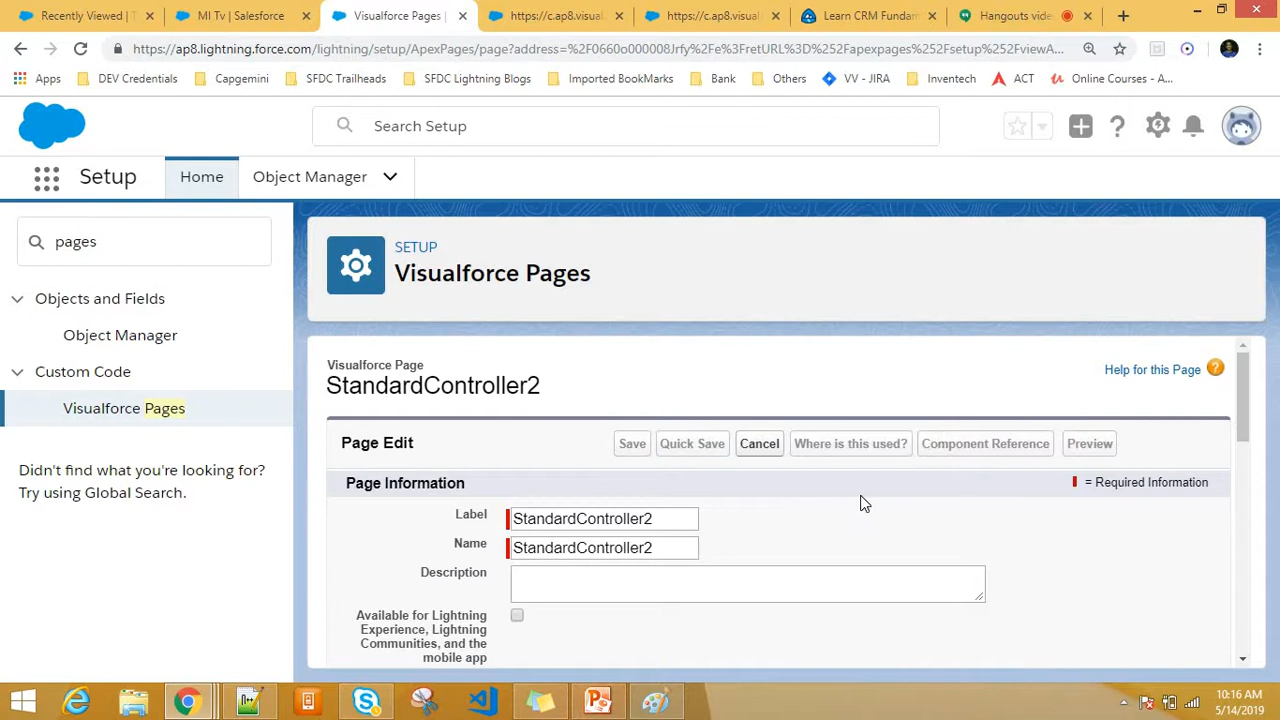 Recently Viewed | T
MI Tv | Salesforce
Visualforce Pages |
https://c.ap8.visual
https://c.ap8.visual
Learn CRM Fundam
Hangouts vide
https://ap8.lightning.force.com/lightning/setup/ApexPages/page?address=%2F0660o000008Jrfy%2Fe%3FretURL%3D%252Fapexpages%252Fsetup%252FviewA...
Apps
DEV Credentials
Capgemini
SFDC Trailheads
SFDC Lightning Blogs
Imported BookMarks
Bank
Others
VV - JIRA
Inventech
ACT
Online Courses - A...
Search Setup
Setup
Home
Object Manager
pages
Objects and Fields
Object Manager
Custom Code
Visualforce Pages
Didn't find what you're looking for?
Try using Global Search.
SETUP
Visualforce Pages
Visualforce Page
StandardController2
Help for this Page
Page Edit
Save
Quick Save
Cancel
Where is this used?
Component Reference
Preview
Page Information
= Required Information
Label
StandardController2
Name
StandardController2
Description
Available for Lightning
Experience, Lightning
Communities, and the
mobile app
10:16 AM
5/14/2019